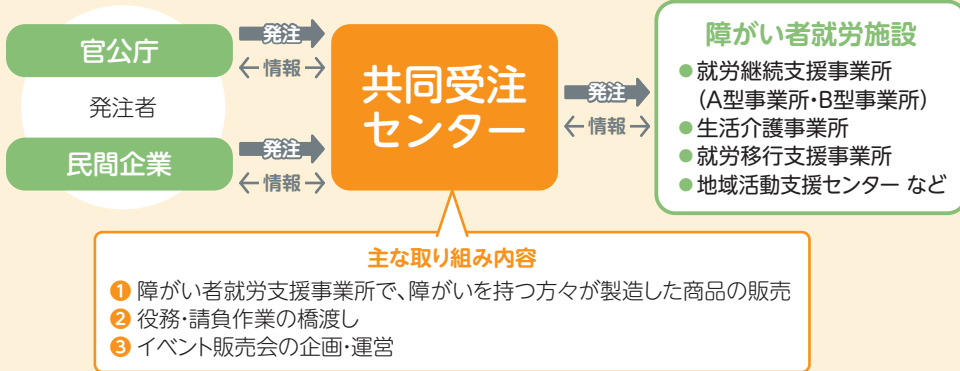 官公庁
発注者
民間企業
発注
情報
発注
情報
共同受注
センター
発注
情報
障がい者就労施設
●就労継続支援事業所
（A型事業所・B型事業所）
●生活介護事業所
●就労移行支援事業所
●地域活動支援センター など
主な取り組み内容
❶ 障がい者就労支援事業所で、障がいを持つ方々が製造した商品の販売
❷ 役務・請負作業の橋渡し
❸ イベント販売会の企画・運営